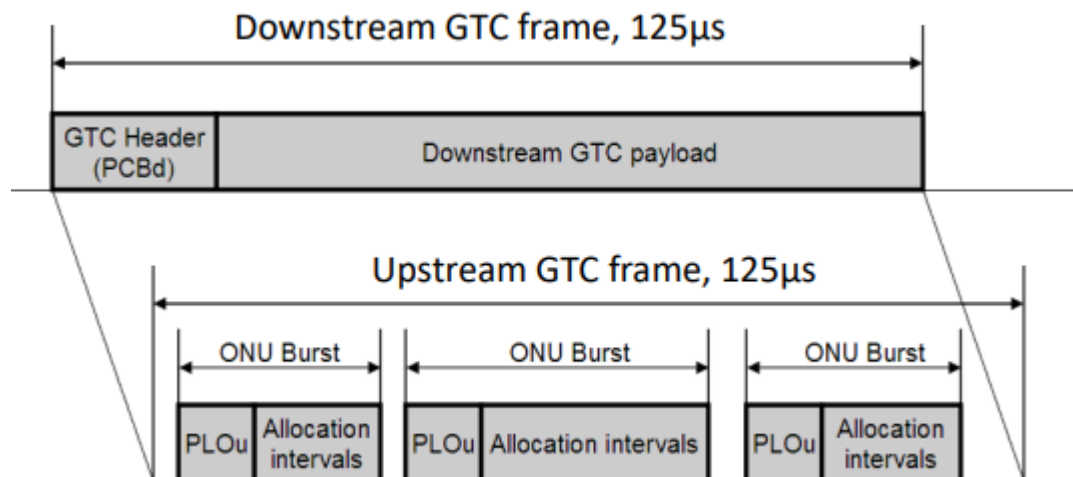 Downstream GTC frame, 125μs
GTC Header
(PCBd)
Downstream GTC payload
Upstream GTC frame, 125μs
ONU Burst
ONU Burst
ONU Burst
PLOu
Allocation
intervals
PLOu
Allocation intervals
PLOu
Allocation
intervals